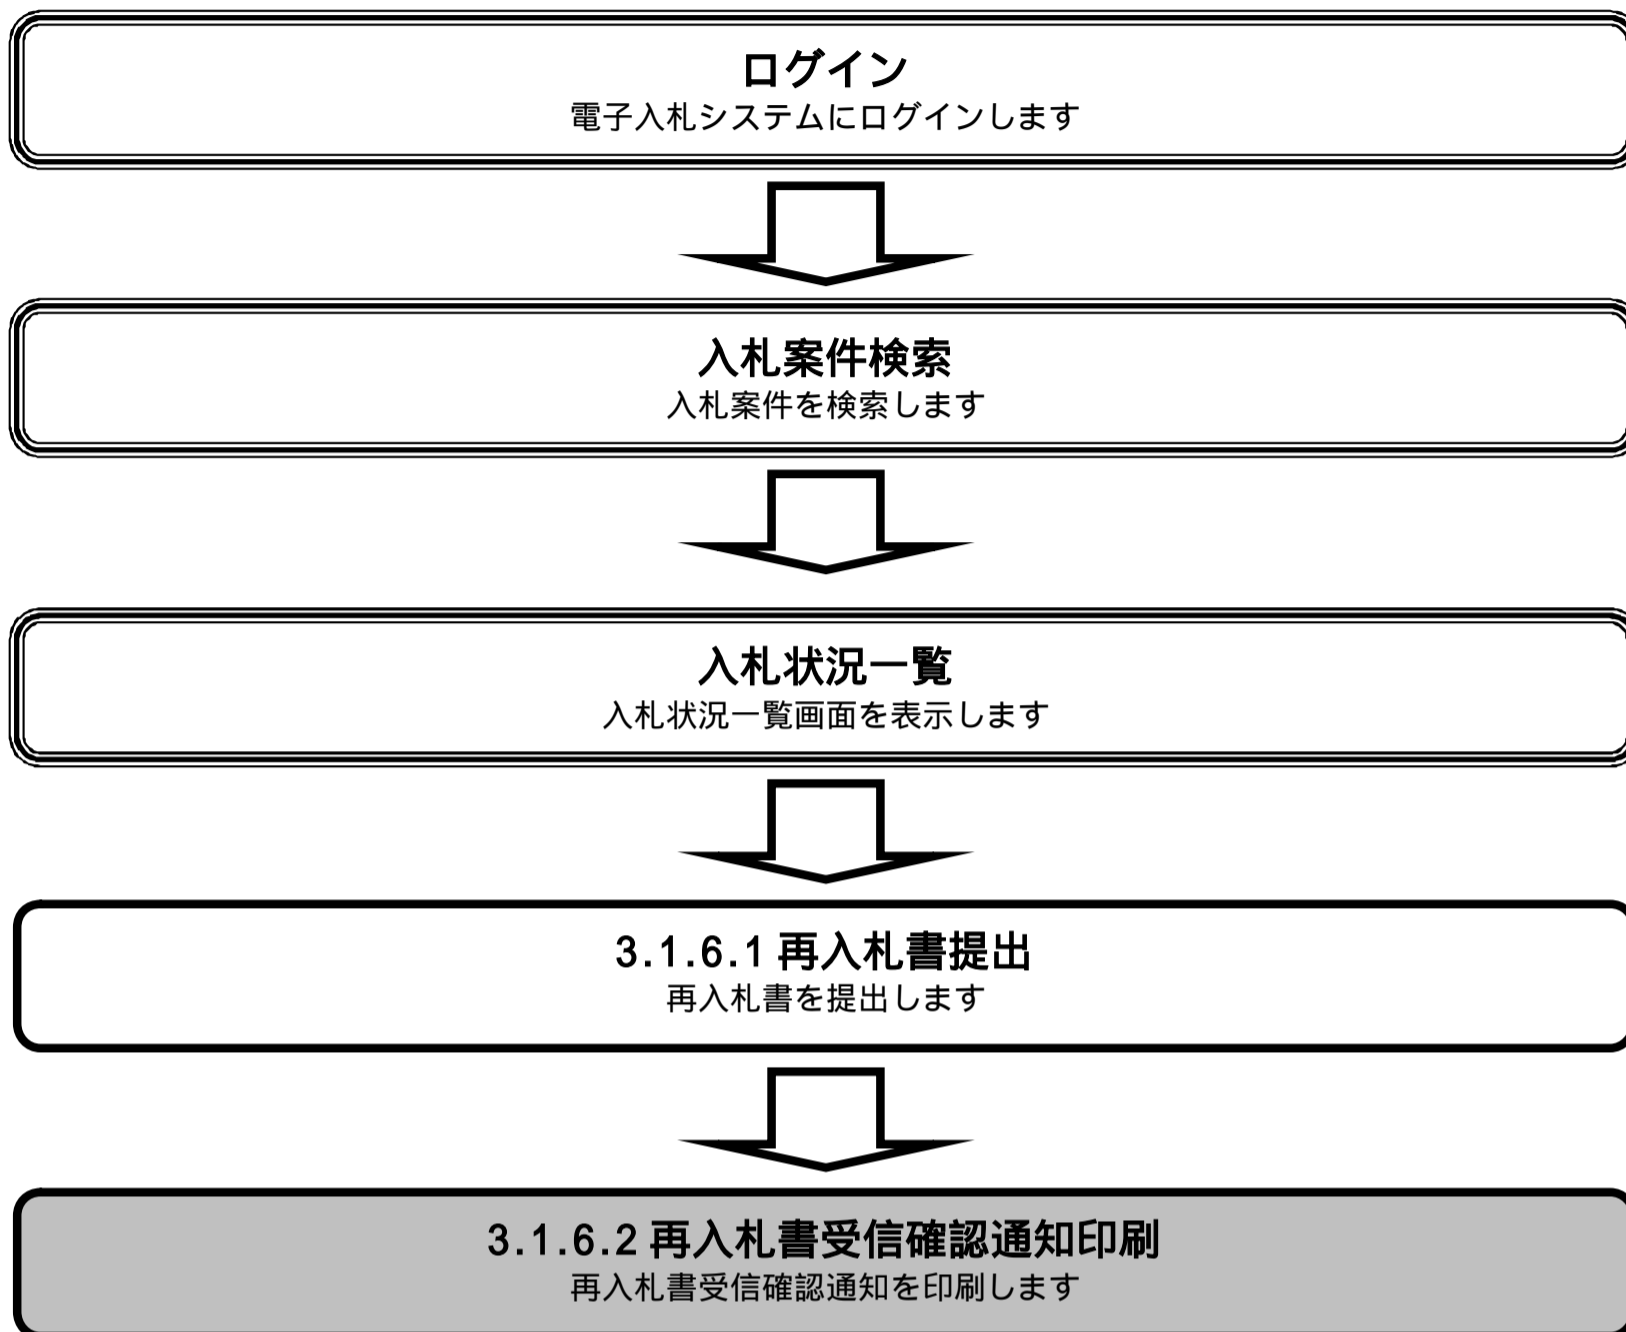 ログイン
電子入札システムにログインします
入札案件検索
入札案件を検索します
入札状況一覧
入札状況一覧画面を表示します
3.1.6.1 再入札書提出
再入札書を提出します
3.1.6.2 再入札書受信確認通知印刷
再入札書受信確認通知を印刷します